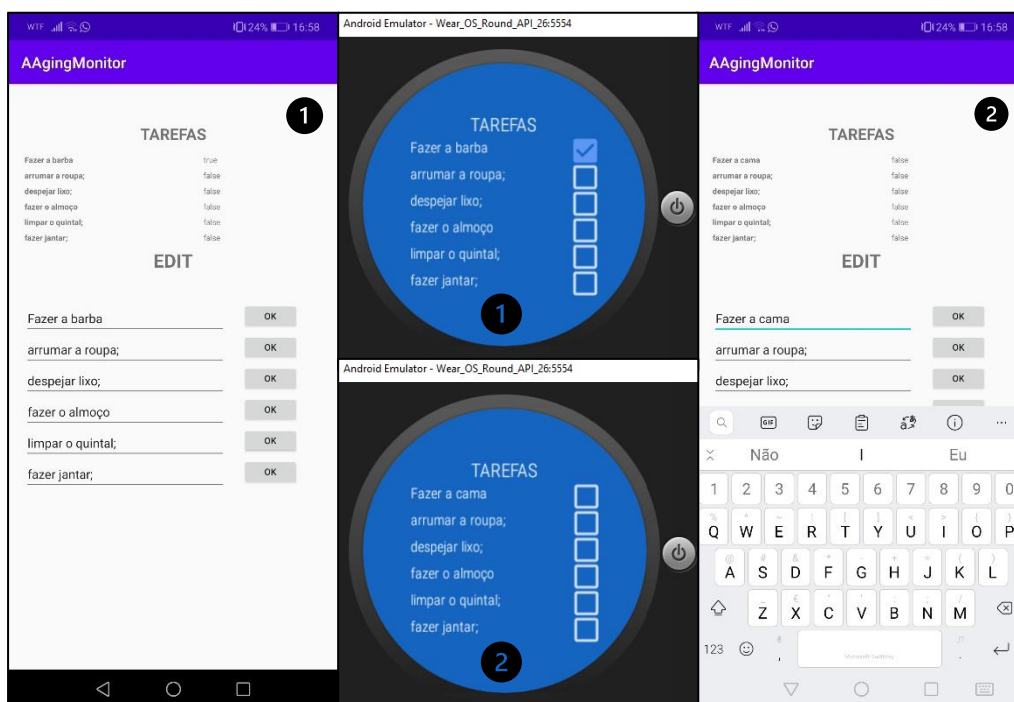 WTF 24% 16:58
AAgingMonitor
1
TAREFAS
Fazer a barba true
arrumar a roupa; false
despejar lixo; false
fazer o almoço false
limpar o quintal; false
fazer jantar; false
EDIT
Fazer a barba OK
arrumar a roupa; OK
despejar lixo; OK
fazer o almoço OK
limpar o quintal; OK
fazer jantar; OK
Android Emulator - Wear_OS_Round_API_26:5554
TAREFAS
Fazer a barba
arrumar a roupa;
despejar lixo;
fazer o almoço
limpar o quintal;
fazer jantar;
1
Android Emulator - Wear_OS_Round_API_26:5554
TAREFAS
Fazer a cama
arrumar a roupa;
despejar lixo;
fazer o almoço
limpar o quintal;
fazer jantar;
2
WTF 24% 16:58
AAgingMonitor
2
TAREFAS
Fazer a cama false
arrumar a roupa; false
despejar lixo; false
fazer o almoço false
limpar o quintal; false
fazer jantar; false
EDIT
Fazer a cama OK
arrumar a roupa; OK
despejar lixo; OK
GIF
Não I Eu
1 2 3 4 5 6 7 8 9 0
Q W E R T Y U I O P
A S D F G H J K L
Z X C V B N M
123 , .